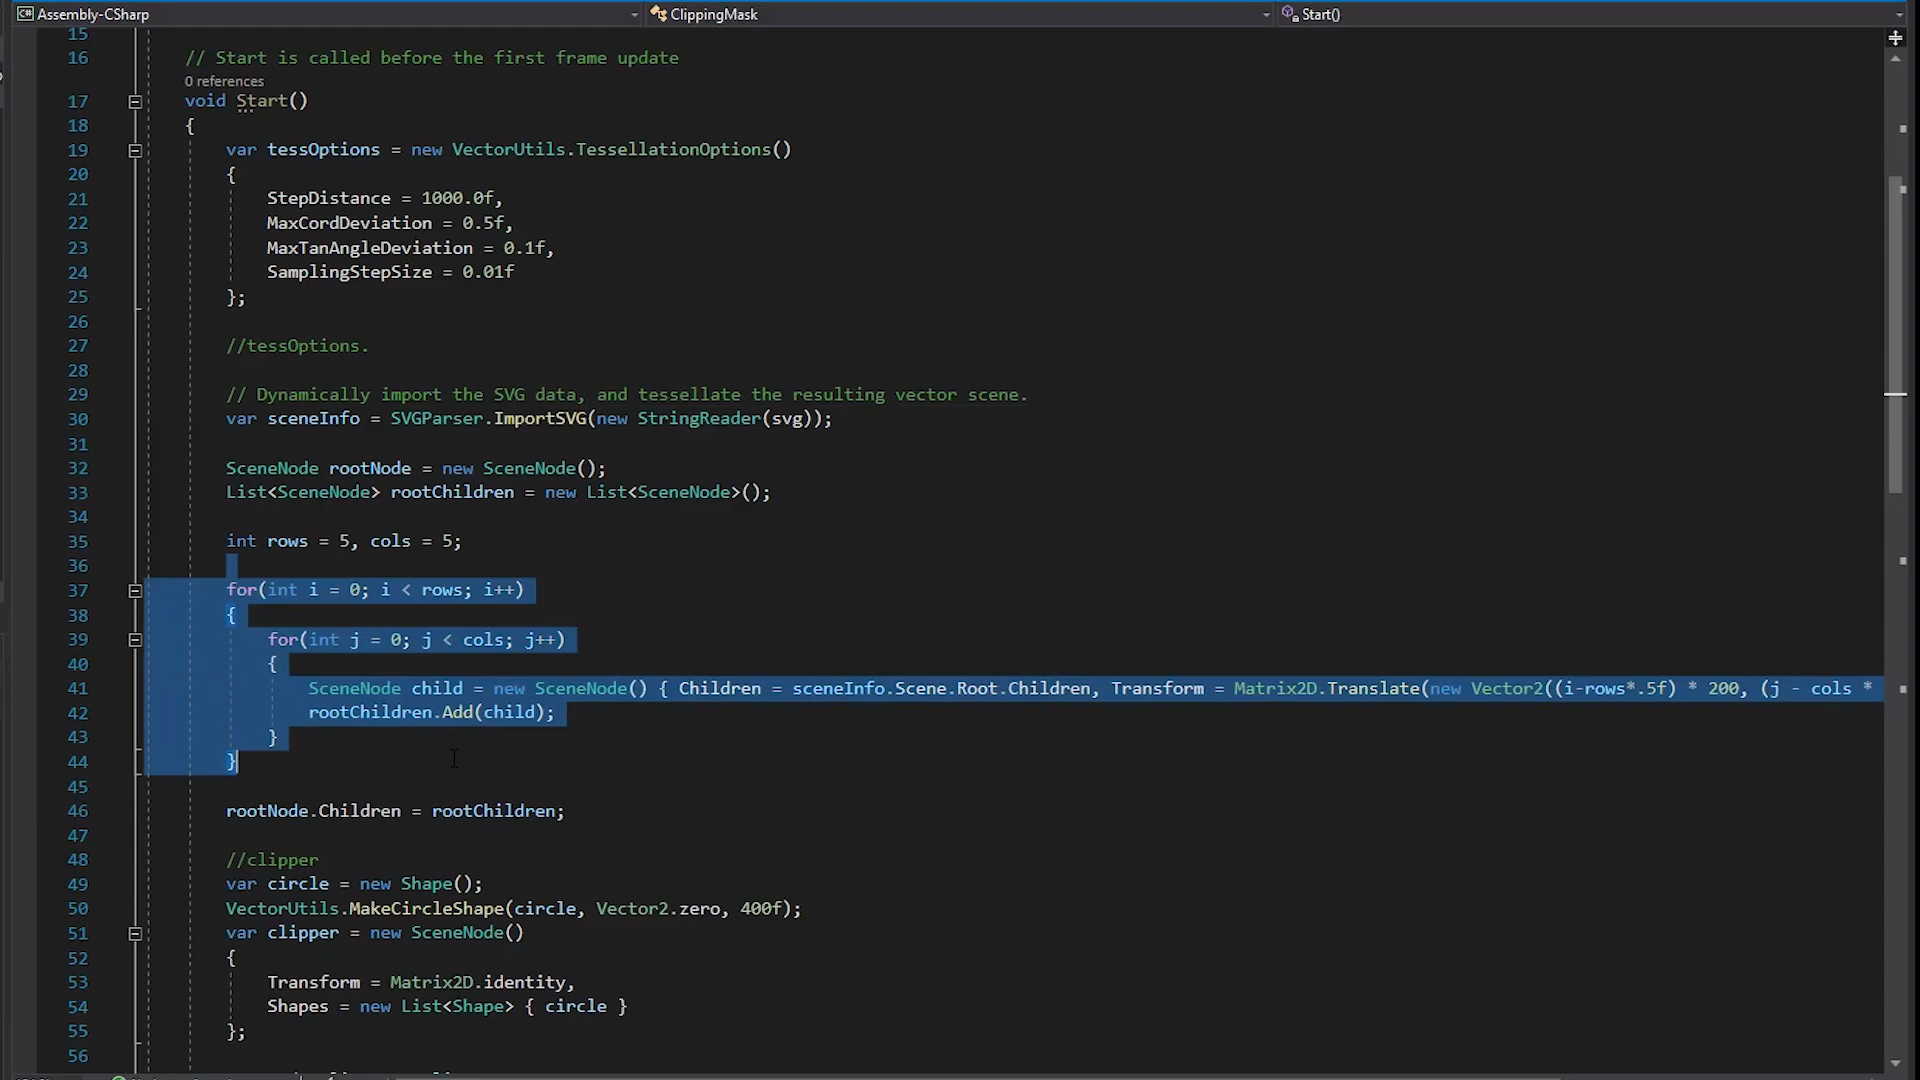 Assembly-CSharp ClippingMask Start()
15
16 // Start is called before the first frame update
0 references
17 void Start()
18 {
19 var tessOptions = new VectorUtils.TessellationOptions()
20 {
21 StepDistance = 1000.0f,
22 MaxCordDeviation = 0.5f,
23 MaxTanAngleDeviation = 0.1f,
24 SamplingStepSize = 0.01f
25 };
26
27 //tessOptions.
28
29 // Dynamically import the SVG data, and tessellate the resulting vector scene.
30 var sceneInfo = SVGParser.ImportSVG(new StringReader(svg));
31
32 SceneNode rootNode = new SceneNode();
33 List<SceneNode> rootChildren = new List<SceneNode>();
34
35 int rows = 5, cols = 5;
36
37 for(int i = 0; i < rows; i++)
38 {
39 for(int j = 0; j < cols; j++)
40 {
41 SceneNode child = new SceneNode() { Children = sceneInfo.Scene.Root.Children, Transform = Matrix2D.Translate(new Vector2((i-rows*.5f) * 200, (j - cols *
42 rootChildren.Add(child);
43 }
44 }
45
46 rootNode.Children = rootChildren;
47
48 //clipper
49 var circle = new Shape();
50 VectorUtils.MakeCircleShape(circle, Vector2.zero, 400f);
51 var clipper = new SceneNode()
52 {
53 Transform = Matrix2D.identity,
54 Shapes = new List<Shape> { circle }
55 };
56